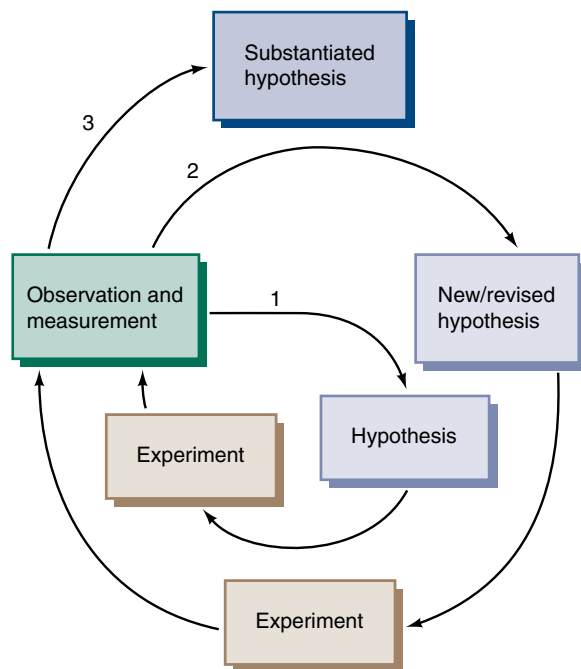 Substantiated
hypothesis
3
2
Observation and
measurement
1
New/revised
hypothesis
Experiment
Hypothesis
Experiment